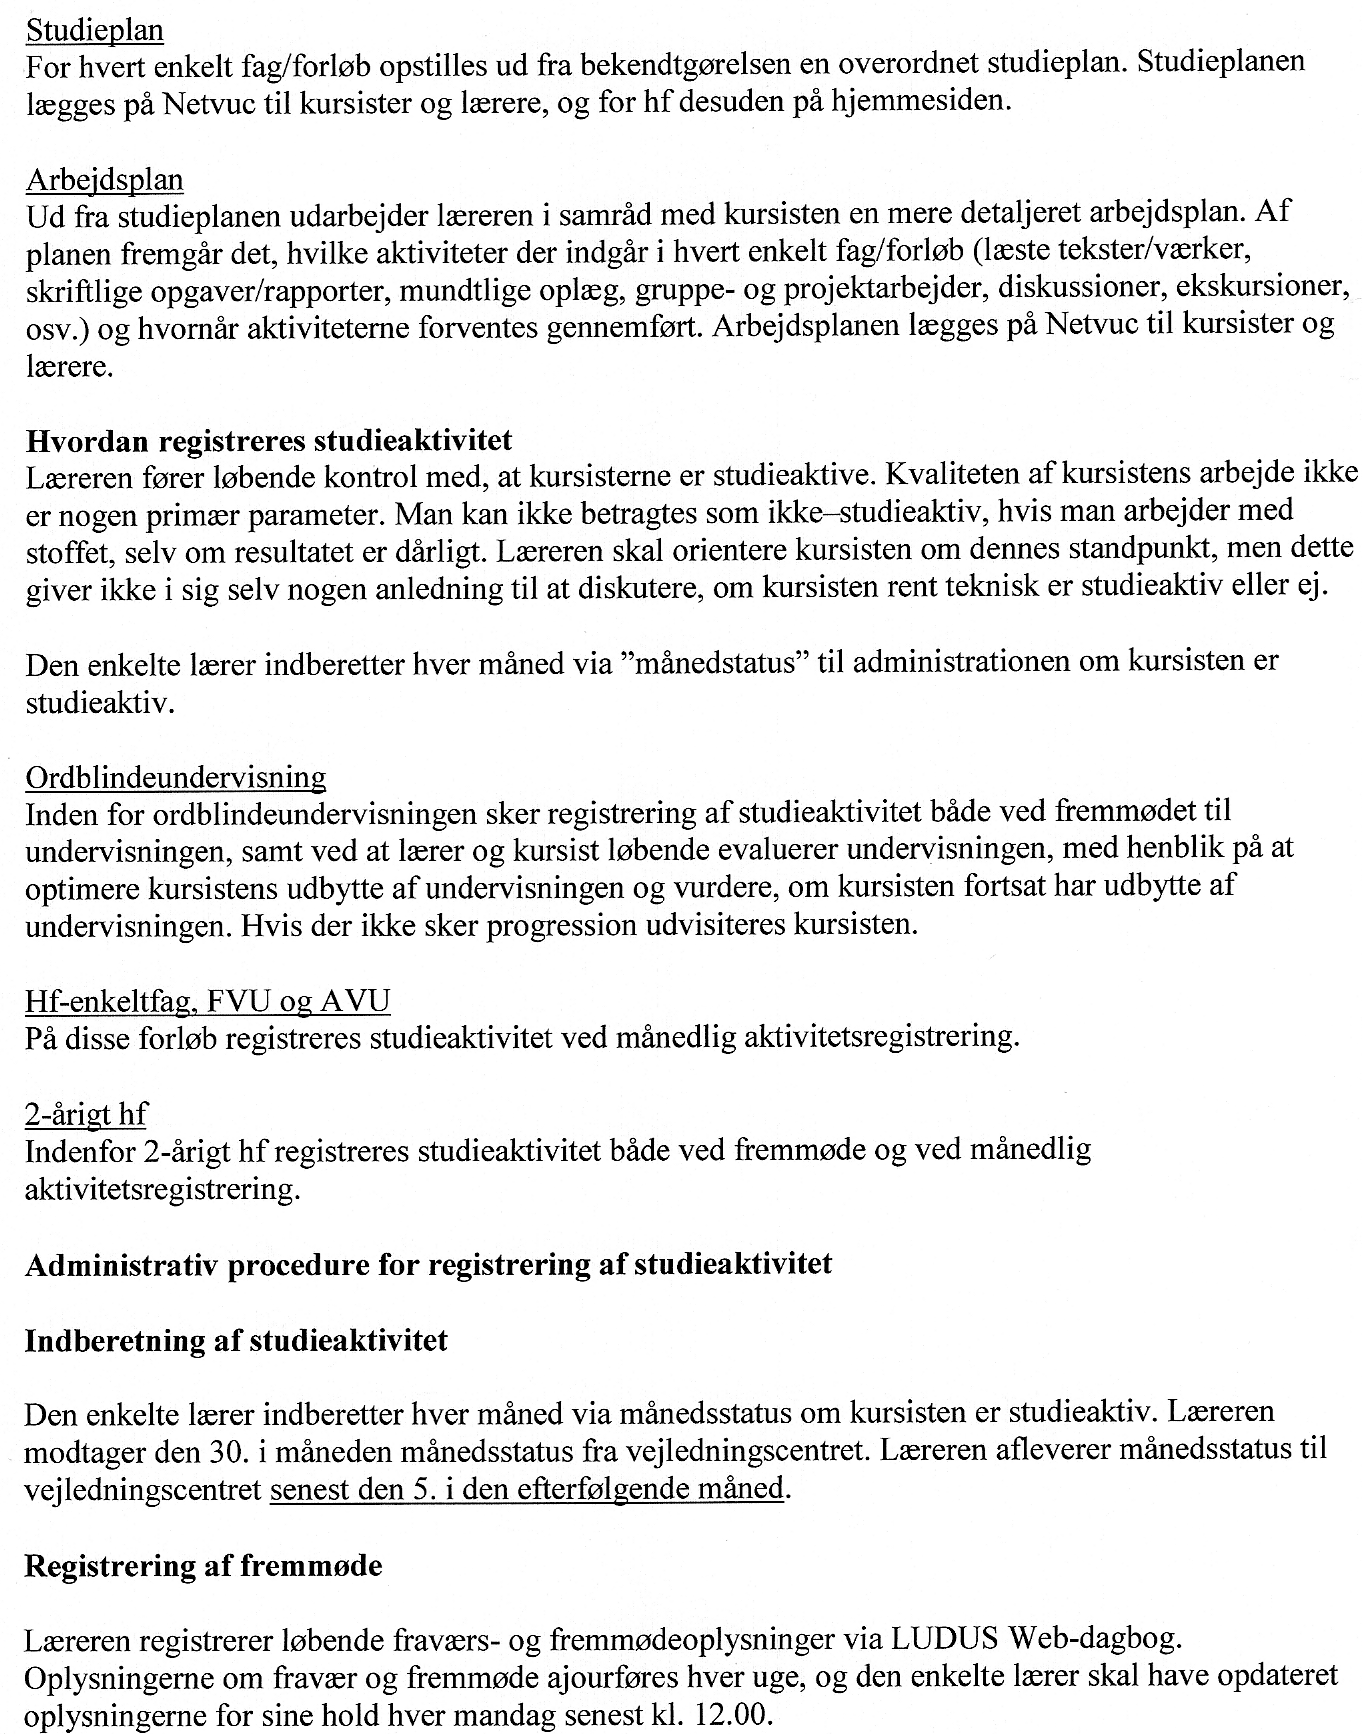 Studieplan
For hvert enkelt fag/forløb opstilles ud fra bekendtgørelsen en overordnet studieplan. Studieplanen
lægges på Netvuc til kursister og lærere, og for hf desuden på hjemmesiden.
Arbejdsplan
Ud fra studieplanen udarbejder læreren i samråd med kursisten en mere detaljeret arbejdsplan. Af
planen fremgår det, hvilke aktiviteter der indgår i hvert enkelt fag/forløb (læste tekster/værker,
skriftlige opgaver/rapporter, mundtlige oplæg, gruppe- og projektarbejder, diskussioner, ekskursioner,
osv.) og hvornår aktiviteterne forventes gennemført. Arbejdsplanen lægges på Netvuc til kursister og
lærere.
Hvordan registreres studieaktivitet
Læreren fører løbende kontrol med, at kursisterne er studieaktive. Kvaliteten af kursistens arbejde ikke
er nogen primær parameter. Man kan ikke betragtes som ikke–studieaktiv, hvis man arbejder med
stoffet, selv om resultatet er dårligt. Læreren skal orientere kursisten om dennes standpunkt, men dette
giver ikke i sig selv nogen anledning til at diskutere, om kursisten rent teknisk er studieaktiv eller ej.
Den enkelte lærer indberetter hver måned via ”månedstatus” til administrationen om kursisten er
studieaktiv.
Ordblindeundervisning
Inden for ordblindeundervisningen sker registrering af studieaktivitet både ved fremmødet til
undervisningen, samt ved at lærer og kursist løbende evaluerer undervisningen, med henblik på at
optimere kursistens udbytte af undervisningen og vurdere, om kursisten fortsat har udbytte af
undervisningen. Hvis der ikke sker progression udvisiteres kursisten.
Hf-enkeltfag, FVU og AVU
På disse forløb registreres studieaktivitet ved månedlig aktivitetsregistrering.
2-årigt hf
Indenfor 2-årigt hf registreres studieaktivitet både ved fremmøde og ved månedlig
aktivitetsregistrering.
Administrativ procedure for registrering af studieaktivitet
Indberetning af studieaktivitet
Den enkelte lærer indberetter hver måned via månedsstatus om kursisten er studieaktiv. Læreren
modtager den 30. i måneden månedsstatus fra vejledningscentret. Læreren afleverer månedsstatus til
vejledningscentret senest den 5. i den efterfølgende måned.
Registrering af fremmøde
Læreren registrerer løbende fraværs- og fremmødeoplysninger via LUDUS Web-dagbog.
Oplysningerne om fravær og fremmøde ajourføres hver uge, og den enkelte lærer skal have opdateret
oplysningerne for sine hold hver mandag senest kl. 12.00.